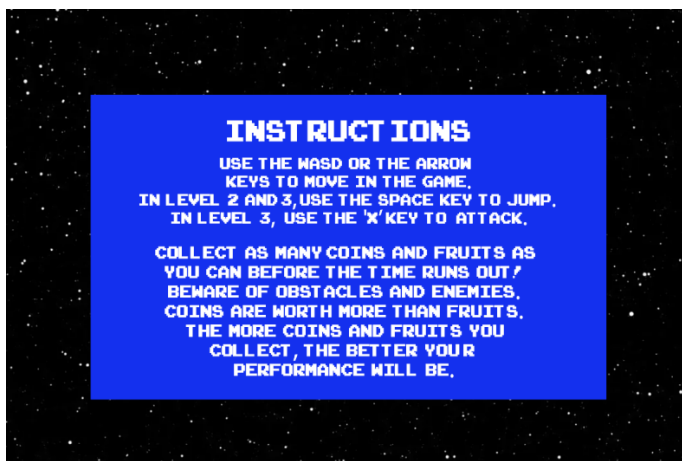 INSTRUCTIONS
USE THE WASD OR THE ARROW
KEYS TO MOVE IN THE GAME.
IN LEVEL 2 AND 3,USE THE SPACE KEY TO JUMP.
IN LEVEL 3, USE THE 'X' KEY TO ATTACK.
COLLECT AS MANY COINS AND FRUITS AS
YOU CAN BEFORE THE TIME RUNS OUT!
BEWARE OF OBSTACLES AND ENEMIES.
COINS ARE WORTH MORE THAN FRUITS.
THE MORE COINS AND FRUITS YOU
COLLECT, THE BETTER YOUR
PERFORMANCE WILL BE.